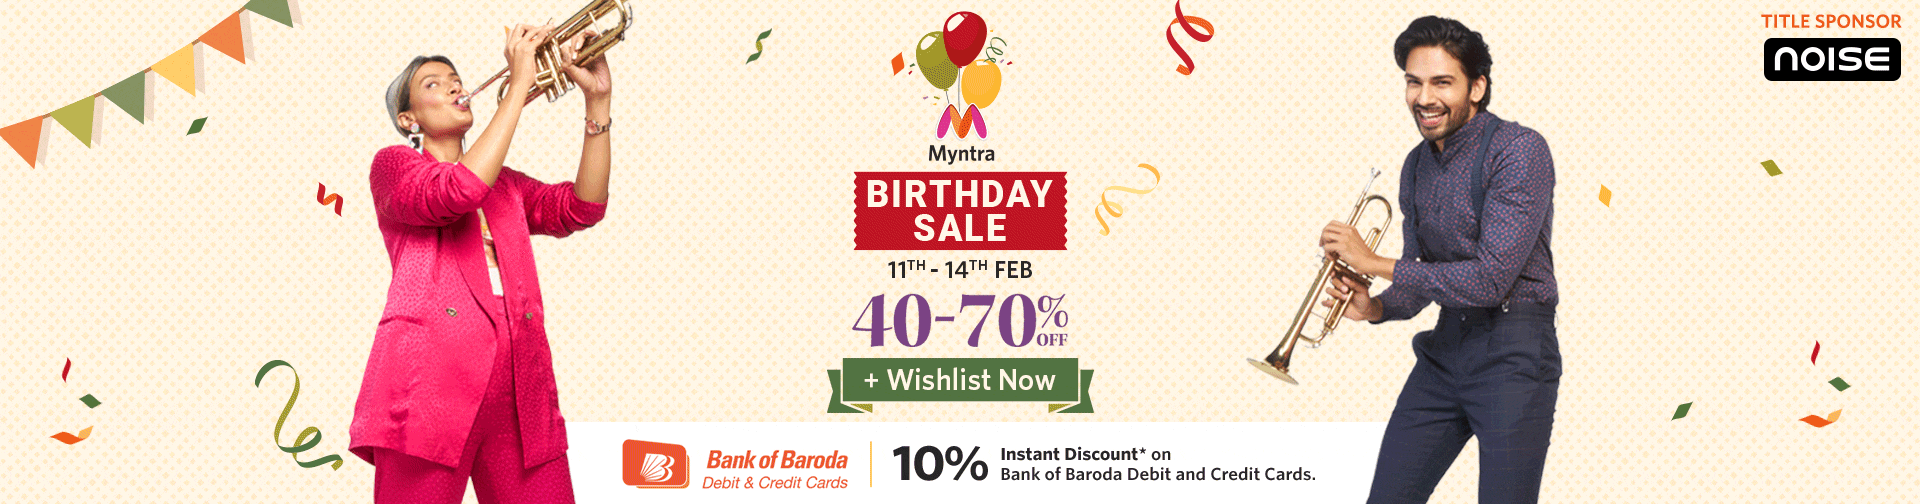 TITLE SPONSOR
noise
Myntra
BIRTHDAY
SALE
11TH - 14TH FEB
40-70% OFF
+ Wishlist Now
Bank of Baroda
Debit & Credit Cards
10%
Instant Discount* on
Bank of Baroda Debit and Credit Cards.